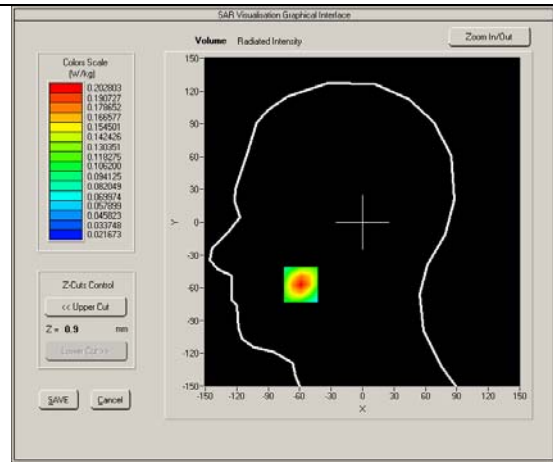 SAR Visualisation Graphical Interface
Volume Radiated Intensity
Zoom In/Out
Colors Scale
(W/kg)
0.202803
0.190727
0.178652
0.166577
0.154501
0.142426
0.130351
0.118275
0.106200
0.094125
0.082049
0.069974
0.057899
0.045823
0.033748
0.021673
150
120
90
60
30
0
-30
-60
-90
-120
-150
Y
-150 -120 -90 -60 -30 0 30 60 90 120 150
X
Z-Cuts Control
<< Upper Cut
Z = 0.9 mm
Lower Cut >>
SAVE Cancel